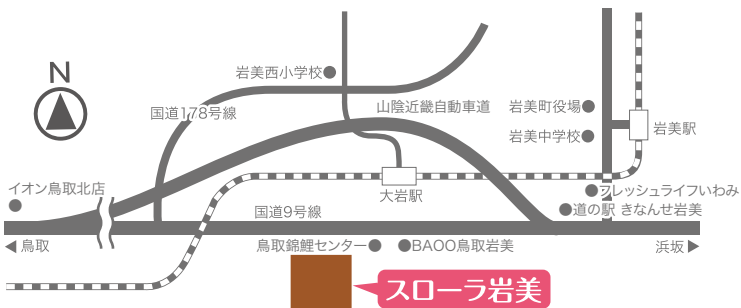 N
岩美西小学校
国道178号線
山陰近畿自動車道
岩美町役場
岩美中学校
岩美駅
イオン鳥取北店
大岩駅
フレッシュライフいわみ
道の駅 きなんせ岩美
国道9号線
鳥取
鳥取錦鯉センター
BAOO鳥取岩美
浜坂
スローラ岩美